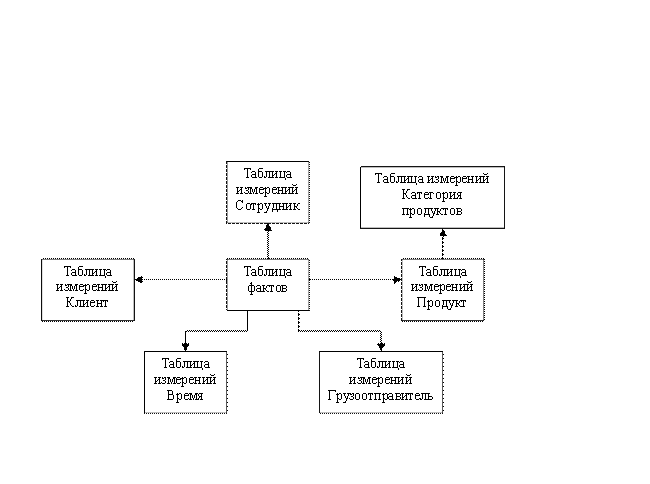 Таблица
измерений
Сотрудник
Таблица измерений
Категория
продуктов
Таблица
измерений
Клиент
Таблица
фактов
Таблица
измерений
Продукт
Таблица
измерений
Время
Таблица
измерений
Грузоотправитель